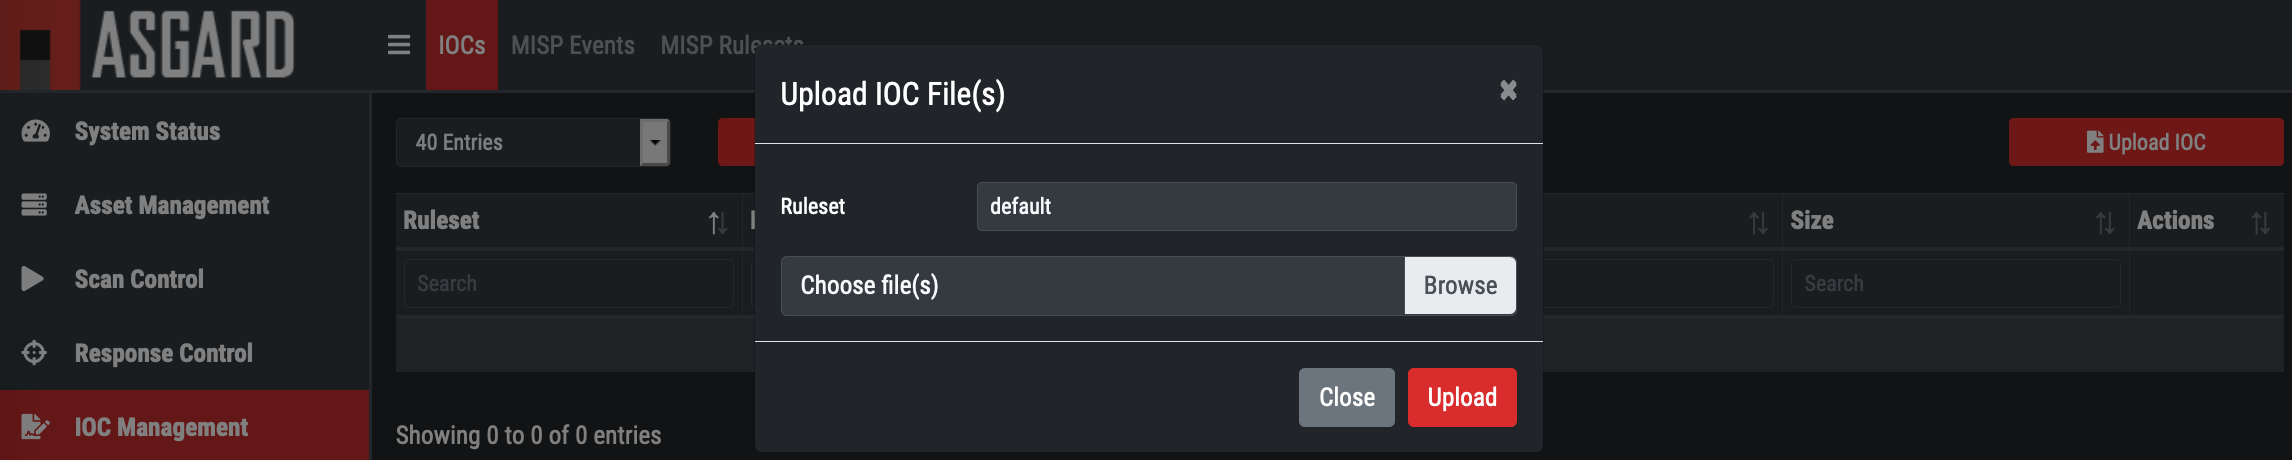 ASGARD
IOCs MISP Events MISP Rulesets
System Status
Asset Management
Scan Control
Response Control
IOC Management
40 Entries
Upload IOC
Ruleset
Size
Actions
Search
Search
Showing 0 to 0 of 0 entries
Upload IOC File(s)
Ruleset
default
Choose file(s)
Browse
Close
Upload